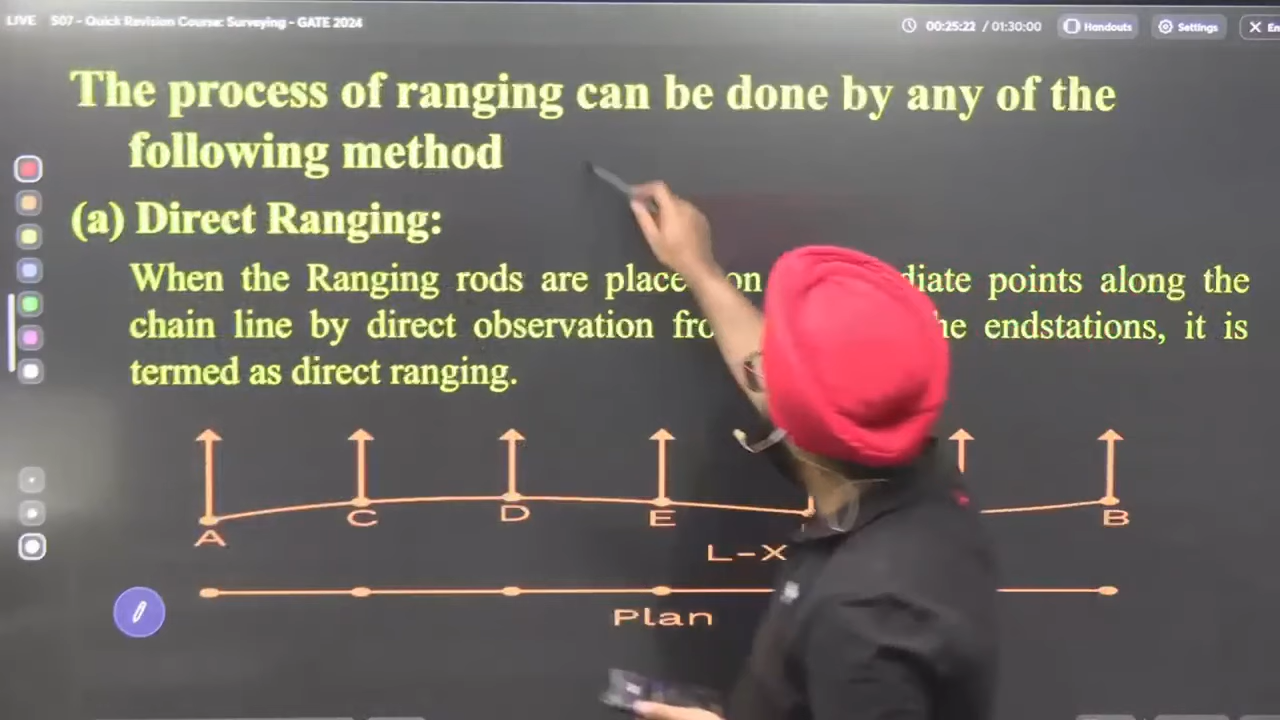 LIVE S07 - Quick Revision Course: Surveying - GATE 2024
00:25:22 / 01:30:00 Handouts Settings
The process of ranging can be done by any of the
following method
(a) Direct Ranging:
When the Ranging rods are place on diate points along the
chain line by direct observation fro he endstations, it is
termed as direct ranging.
A C D E B
L-X
Plan